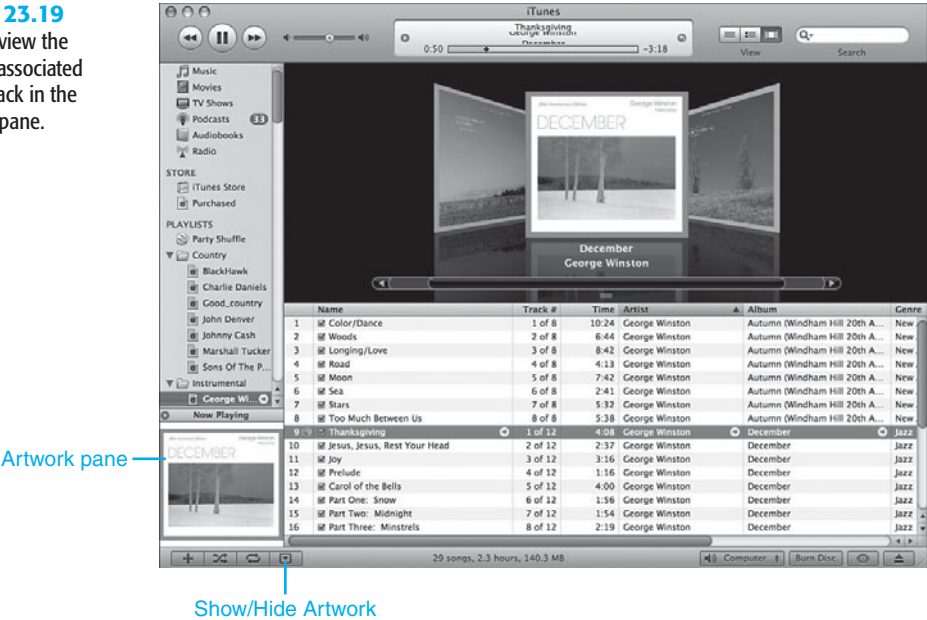 23.19
view the
associated
ack in the
pane.
iTunes
Thanksgiving
George Winston
December
0:50
-3:18
View
Search
Music
Movies
TV Shows
Podcasts 33
Audiobooks
Radio
STORE
iTunes Store
Purchased
PLAYLISTS
Party Shuffle
Country
BlackHawk
Charlie Daniels
Good_country
John Denver
Johnny Cash
Marshall Tucker
Sons Of The P...
Instrumental
George Wi...
Now Playing
George Winston
DECEMBER
December
George Winston
Name Track # Time Artist Album Genre
1 Color/Dance 1 of 8 10:24 George Winston Autumn (Windham Hill 20th A... New
2 Woods 2 of 8 6:44 George Winston Autumn (Windham Hill 20th A... New
3 Longing/Love 3 of 8 8:42 George Winston Autumn (Windham Hill 20th A... New
4 Road 4 of 8 4:13 George Winston Autumn (Windham Hill 20th A... New
5 Moon 5 of 8 7:42 George Winston Autumn (Windham Hill 20th A... New
6 Sea 6 of 8 2:41 George Winston Autumn (Windham Hill 20th A... New
7 Stars 7 of 8 5:32 George Winston Autumn (Windham Hill 20th A... New
8 Too Much Between Us 8 of 8 5:38 George Winston Autumn (Windham Hill 20th A... New
9 Thanksgiving 1 of 12 4:08 George Winston December Jazz
10 Jesus, Jesus, Rest Your Head 2 of 12 2:37 George Winston December Jazz
11 Joy 3 of 12 3:16 George Winston December Jazz
12 Prelude 4 of 12 1:16 George Winston December Jazz
13 Carol of the Bells 5 of 12 4:00 George Winston December Jazz
14 Part One: Snow 6 of 12 1:56 George Winston December Jazz
15 Part Two: Midnight 7 of 12 1:54 George Winston December Jazz
16 Part Three: Minstrels 8 of 12 2:19 George Winston December Jazz
DECEMBER
Artwork pane
29 songs, 2.3 hours, 140.3 MB
Computer
Burn Disc
Show/Hide Artwork